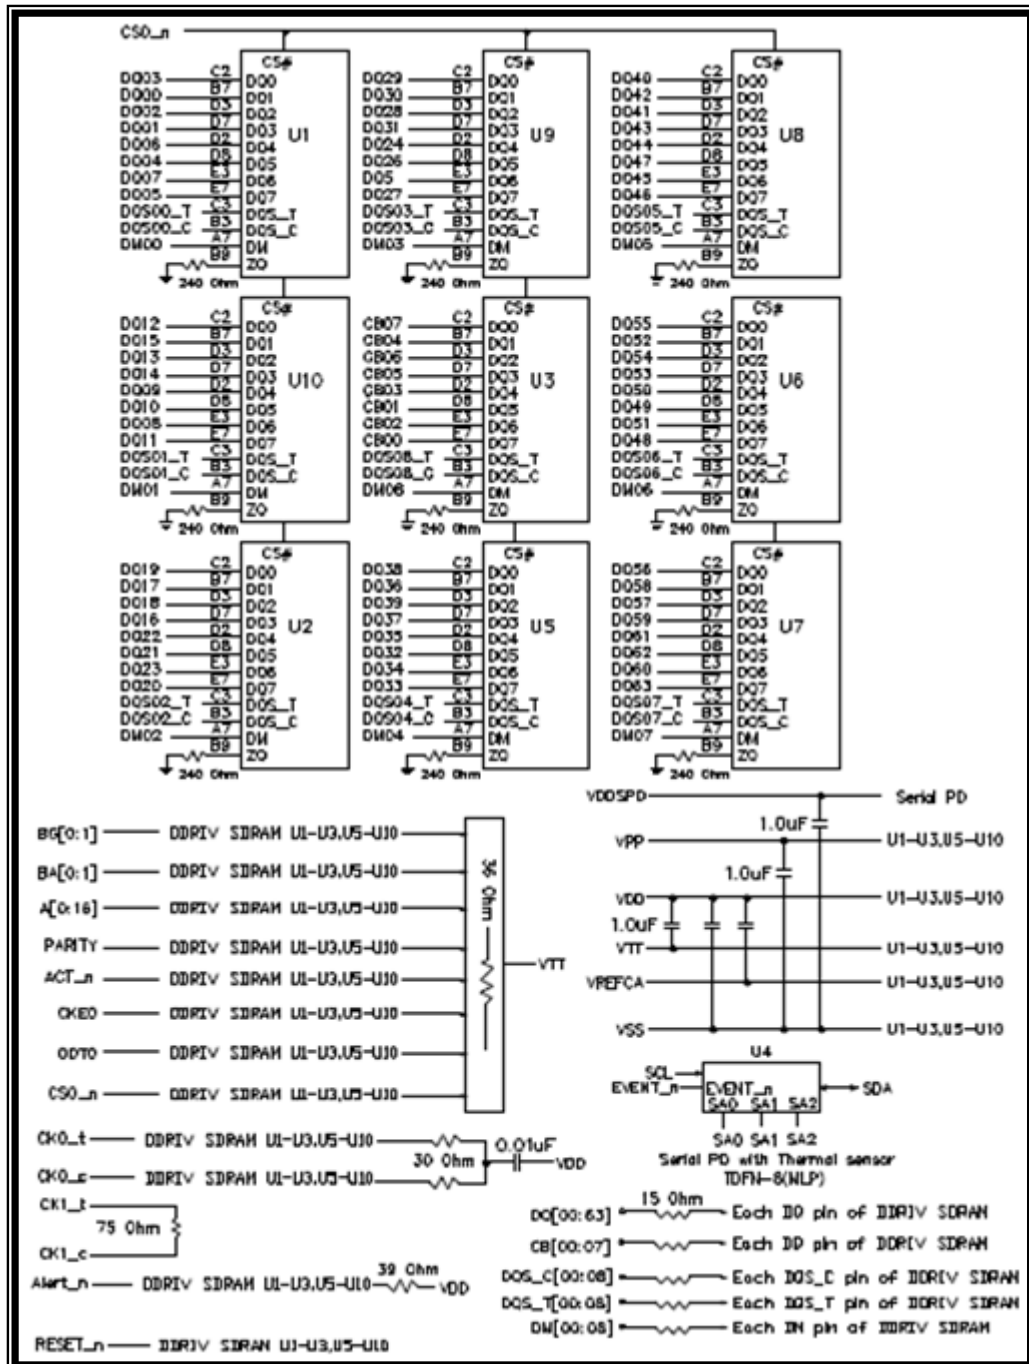 CS0_n
CS#
CS#
CS#
DQ03 C2 DQ0
DQ00 B7 DQ1
DQ02 D3 DQ2
DQ01 D7 DQ3
DQ06 D2 DQ4
DQ04 D8 DQ5
DQ07 E3 DQ6
DQ05 E7 DQ7
DQS00_T C3 DQS_T
DQS00_C B3 DQS_C
DM00 A7 DM
B9 ZQ
240 Ohm
U1
DQ29 C2 DQ0
DQ30 B7 DQ1
DQ28 D3 DQ2
DQ31 D7 DQ3
DQ24 D2 DQ4
DQ26 D8 DQ5
DQ5 E3 DQ6
DQ27 E7 DQ7
DQS03_T C3 DQS_T
DQS03_C B3 DQS_C
DM03 A7 DM
B9 ZQ
240 Ohm
U9
DQ40 C2 DQ0
DQ42 B7 DQ1
DQ41 D3 DQ2
DQ43 D7 DQ3
DQ44 D2 DQ4
DQ47 D8 DQ5
DQ45 E3 DQ6
DQ46 E7 DQ7
DQS05_T C3 DQS_T
DQS05_C B3 DQS_C
DM05 A7 DM
B9 ZQ
240 Ohm
U8
CS#
CS#
CS#
DQ12 C2 DQ0
DQ15 B7 DQ1
DQ13 D3 DQ2
DQ14 D7 DQ3
DQ09 D2 DQ4
DQ10 D8 DQ5
DQ08 E3 DQ6
DQ11 E7 DQ7
DQS01_T C3 DQS_T
DQS01_C B3 DQS_C
DM01 A7 DM
B9 ZQ
240 Ohm
U10
CB07 C2 DQ0
CB04 B7 DQ1
CB06 D3 DQ2
CB05 D7 DQ3
CB03 D2 DQ4
CB01 D8 DQ5
CB02 E3 DQ6
CB00 E7 DQ7
DQS08_T C3 DQS_T
DQS08_C B3 DQS_C
A7 DM
B9 ZQ
240 Ohm
U3
DQ55 C2 DQ0
DQ52 B7 DQ1
DQ54 D3 DQ2
DQ53 D7 DQ3
DQ50 D2 DQ4
DQ49 D8 DQ5
DQ51 E3 DQ6
DQ48 E7 DQ7
DQS06_T C3 DQS_T
DQS06_C B3 DQS_C
DM06 A7 DM
B9 ZQ
240 Ohm
U6
CS#
CS#
CS#
DQ19 C2 DQ0
DQ17 B7 DQ1
DQ18 D3 DQ2
DQ16 D7 DQ3
DQ22 D2 DQ4
DQ21 D8 DQ5
DQ23 E3 DQ6
DQ20 E7 DQ7
DQS02_T C3 DQS_T
DQS02_C B3 DQS_C
DM02 A7 DM
B9 ZQ
240 Ohm
U2
DQ38 C2 DQ0
DQ36 B7 DQ1
DQ39 D3 DQ2
DQ37 D7 DQ3
DQ35 D2 DQ4
DQ32 D8 DQ5
DQ34 E3 DQ6
DQ33 E7 DQ7
DQS04_T C3 DQS_T
DQS04_C B3 DQS_C
DM04 A7 DM
B9 ZQ
240 Ohm
U5
DQ56 C2 DQ0
DQ58 B7 DQ1
DQ57 D3 DQ2
DQ59 D7 DQ3
DQ61 D2 DQ4
DQ62 D8 DQ5
DQ60 E3 DQ6
DQ63 E7 DQ7
DQS07_T C3 DQS_T
DQS07_C B3 DQS_C
DM07 A7 DM
B9 ZQ
240 Ohm
U7
BG[0:1] DDRIV SDRAM U1-U3,U5-U10
BA[0:1] DDRIV SDRAM U1-U3,U5-U10
A[0:16] DDRIV SDRAM U1-U3,U5-U10
PARITY DDRIV SDRAM U1-U3,U5-U10
ACT_n DDRIV SDRAM U1-U3,U5-U10
CKE0 DDRIV SDRAM U1-U3,U5-U10
ODT0 DDRIV SDRAM U1-U3,U5-U10
CS0_n DDRIV SDRAM U1-U3,U5-U10
36 Ohm
VTT
CK0_t DDRIV SDRAM U1-U3,U5-U10
30 Ohm
0.01uF
VDD
CK0_c DDRIV SDRAM U1-U3,U5-U10
CK1_t
75 Ohm
CK1_c
Alert_n DDRIV SDRAM U1-U3,U5-U10 39 Ohm VDD
RESET_n DDRIV SDRAM U1-U3,U5-U10
VDDSPD Serial PD
1.0uF
VPP U1-U3,U5-U10
1.0uF
VDD U1-U3,U5-U10
1.0uF
VTT U1-U3,U5-U10
VREFCA U1-U3,U5-U10
VSS U1-U3,U5-U10
U4
SCL
EVENT_n EVENT_n SDA
SA0 SA1 SA2
SA0 SA1 SA2
Serial PD with Thermal sensor
TDFN-8(WLP)
15 Ohm
DQ[00:63] Each DQ pin of DDRIV SDRAM
CB[00:07] Each DQ pin of DDRIV SDRAM
DQS_C[00:08] Each DQS_C pin of DDRIV SDRAM
DQS_T[00:08] Each DQS_T pin of DDRIV SDRAM
DM[00:08] Each DM pin of DDRIV SDRAM